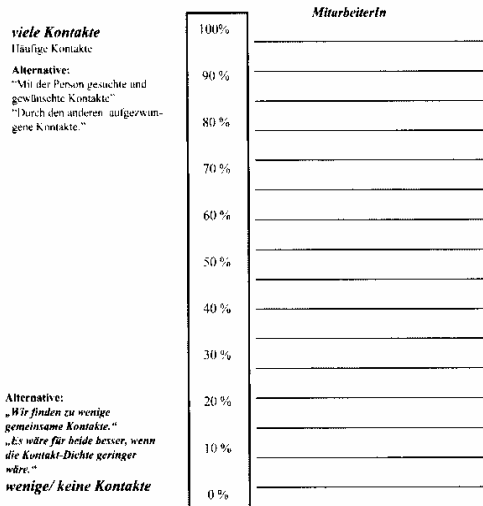 MitarbeiterIn
viele Kontakte
Häufige Kontakte
Alternative:
"Mit der Person gesuchte und
gewünschte Kontakte"
"Durch den anderen aufgezwun-
gene Kontakte."
100%
90 %
80 %
70 %
60 %
50 %
40 %
30 %
20 %
10 %
0 %
Alternative:
„Wir finden zu wenige
gemeinsame Kontakte."
„Es wäre für beide besser, wenn
die Kontakt-Dichte geringer
wäre."
wenige/ keine Kontakte